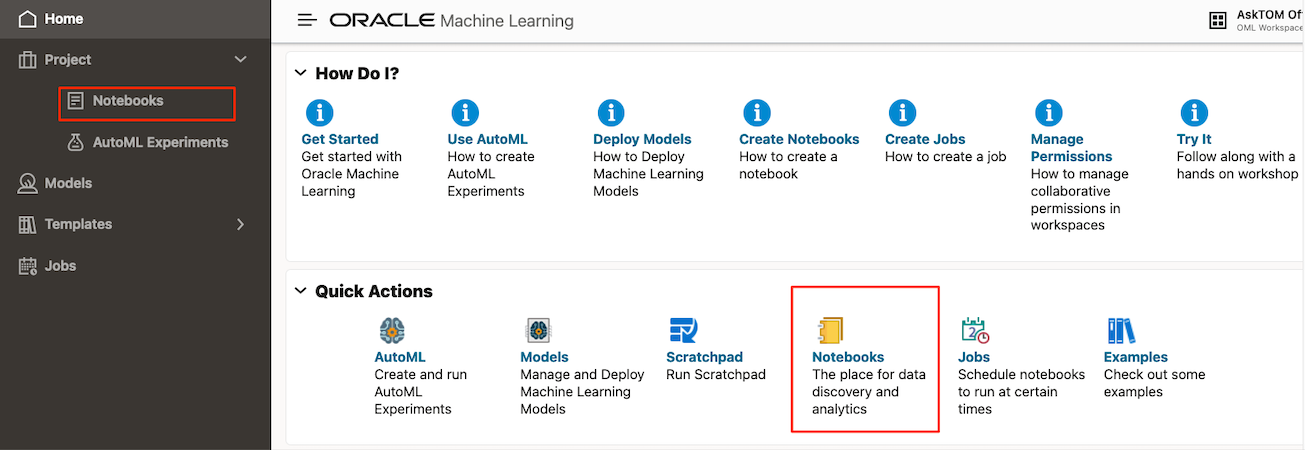 Home
Project
Notebooks
AutoML Experiments
Models
Templates
Jobs
ORACLE Machine Learning
AskTOM Of
OML Workspace
How Do I?
Get Started
Get started with
Oracle Machine
Learning
Use AutoML
How to create
AutoML
Experiments
Deploy Models
How to Deploy
Machine Learning
Models
Create Notebooks
How to create a
notebook
Create Jobs
How to create a job
Manage
Permissions
How to manage
collaborative
permissions in
workspaces
Try It
Follow along with a
hands on workshop
Quick Actions
AutoML
Create and run
AutoML
Experiments
Models
Manage and Deploy
Machine Learning
Models
Scratchpad
Run Scratchpad
Notebooks
The place for data
discovery and
analytics
2
Jobs
Schedule notebooks
to run at certain
times
Examples
Check out some
examples